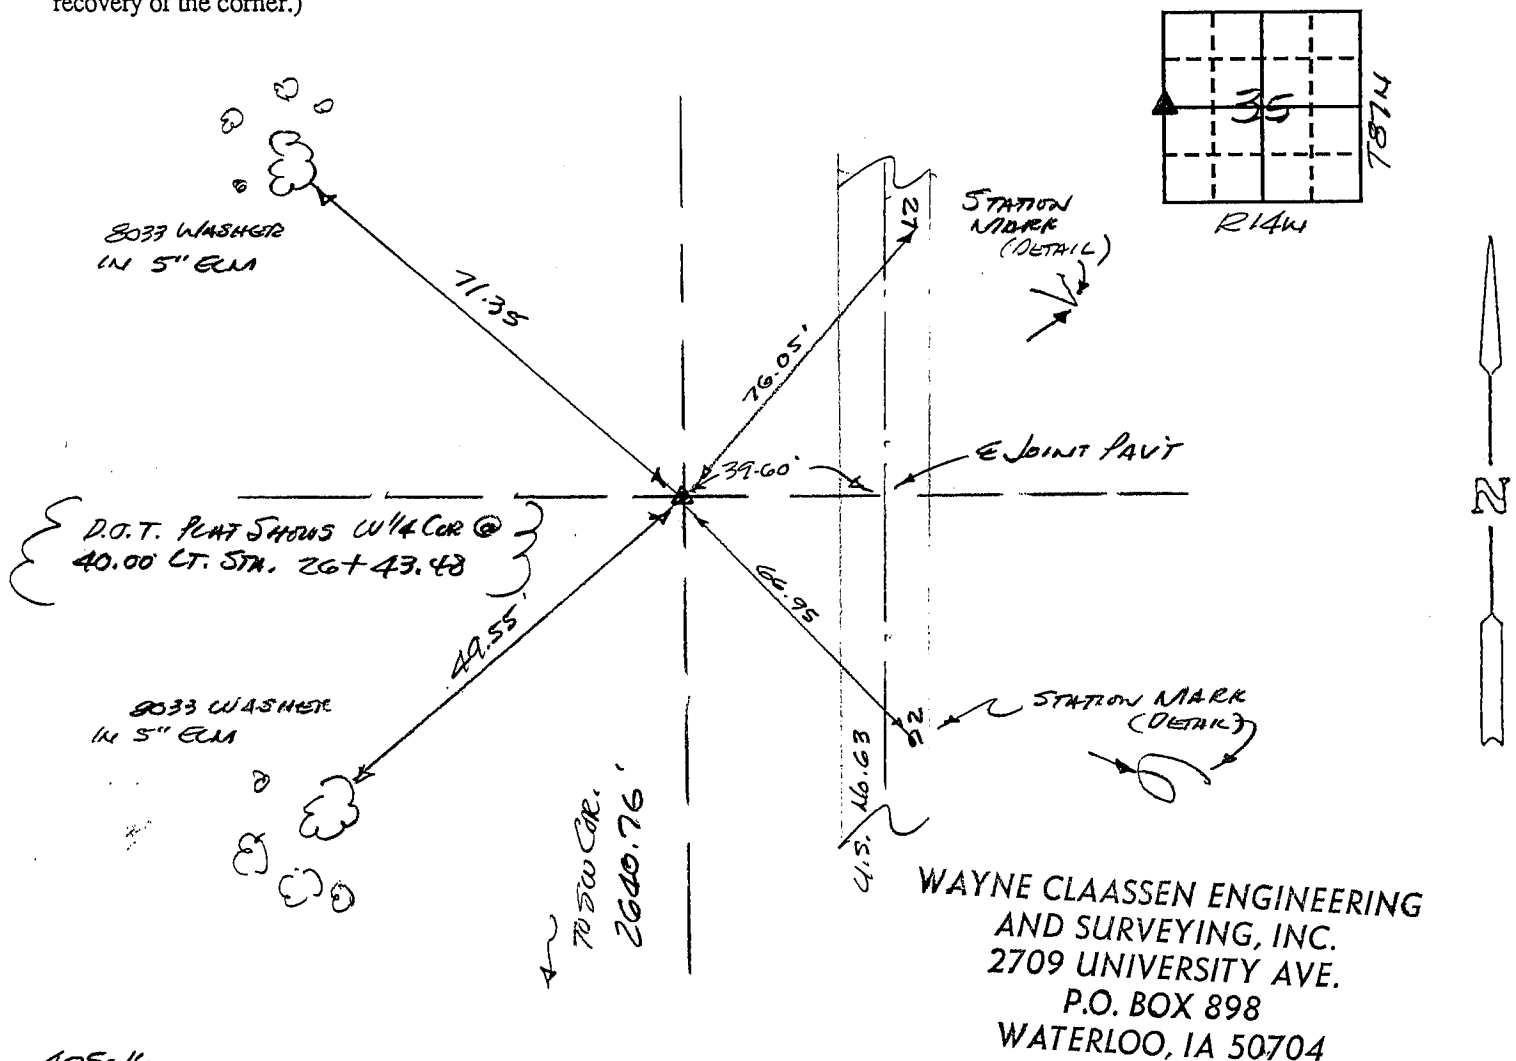 recovery of the corner.)
35
T87N
R14W
8033 WASHER
IN 5" ELM
71.35
76.05'
27
STATION
MARK
(DETAIL)
39.60'
℄ JOINT PAV'T
N
D.O.T. PLAT SHOWS W 1/4 COR @
40.00 LT. STA. 26+43.48
49.55'
66.95
8033 WASHER
IN 5" ELM
STATION MARK
(DETAIL)
U.S. No. 63
TO SW COR.
2640.76'
WAYNE CLAASSEN ENGINEERING
AND SURVEYING, INC.
2709 UNIVERSITY AVE.
P.O. BOX 898
WATERLOO, IA 50704